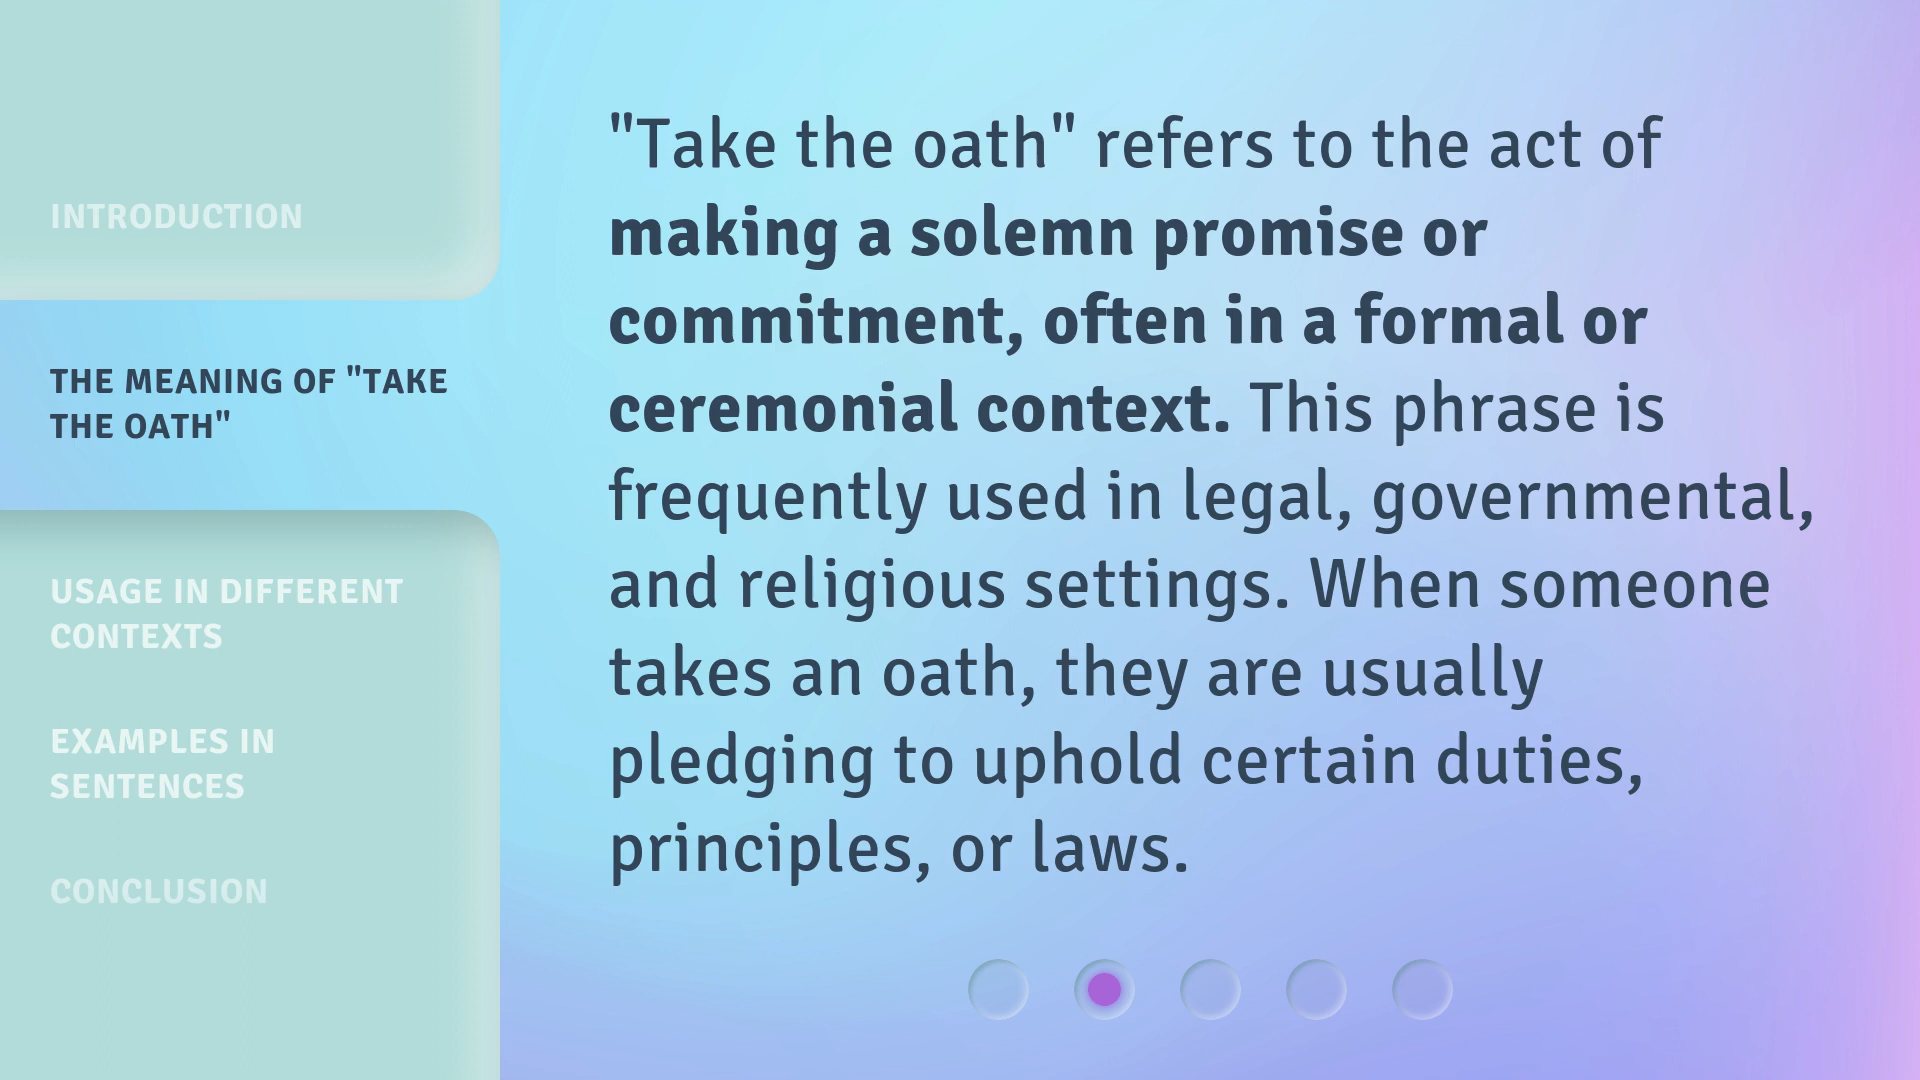 INTRODUCTION
THE MEANING OF "TAKE
THE OATH"
USAGE IN DIFFERENT
CONTEXTS
EXAMPLES IN
SENTENCES
CONCLUSION
"Take the oath" refers to the act of
making a solemn promise or
commitment, often in a formal or
ceremonial context. This phrase is
frequently used in legal, governmental,
and religious settings. When someone
takes an oath, they are usually
pledging to uphold certain duties,
principles, or laws.